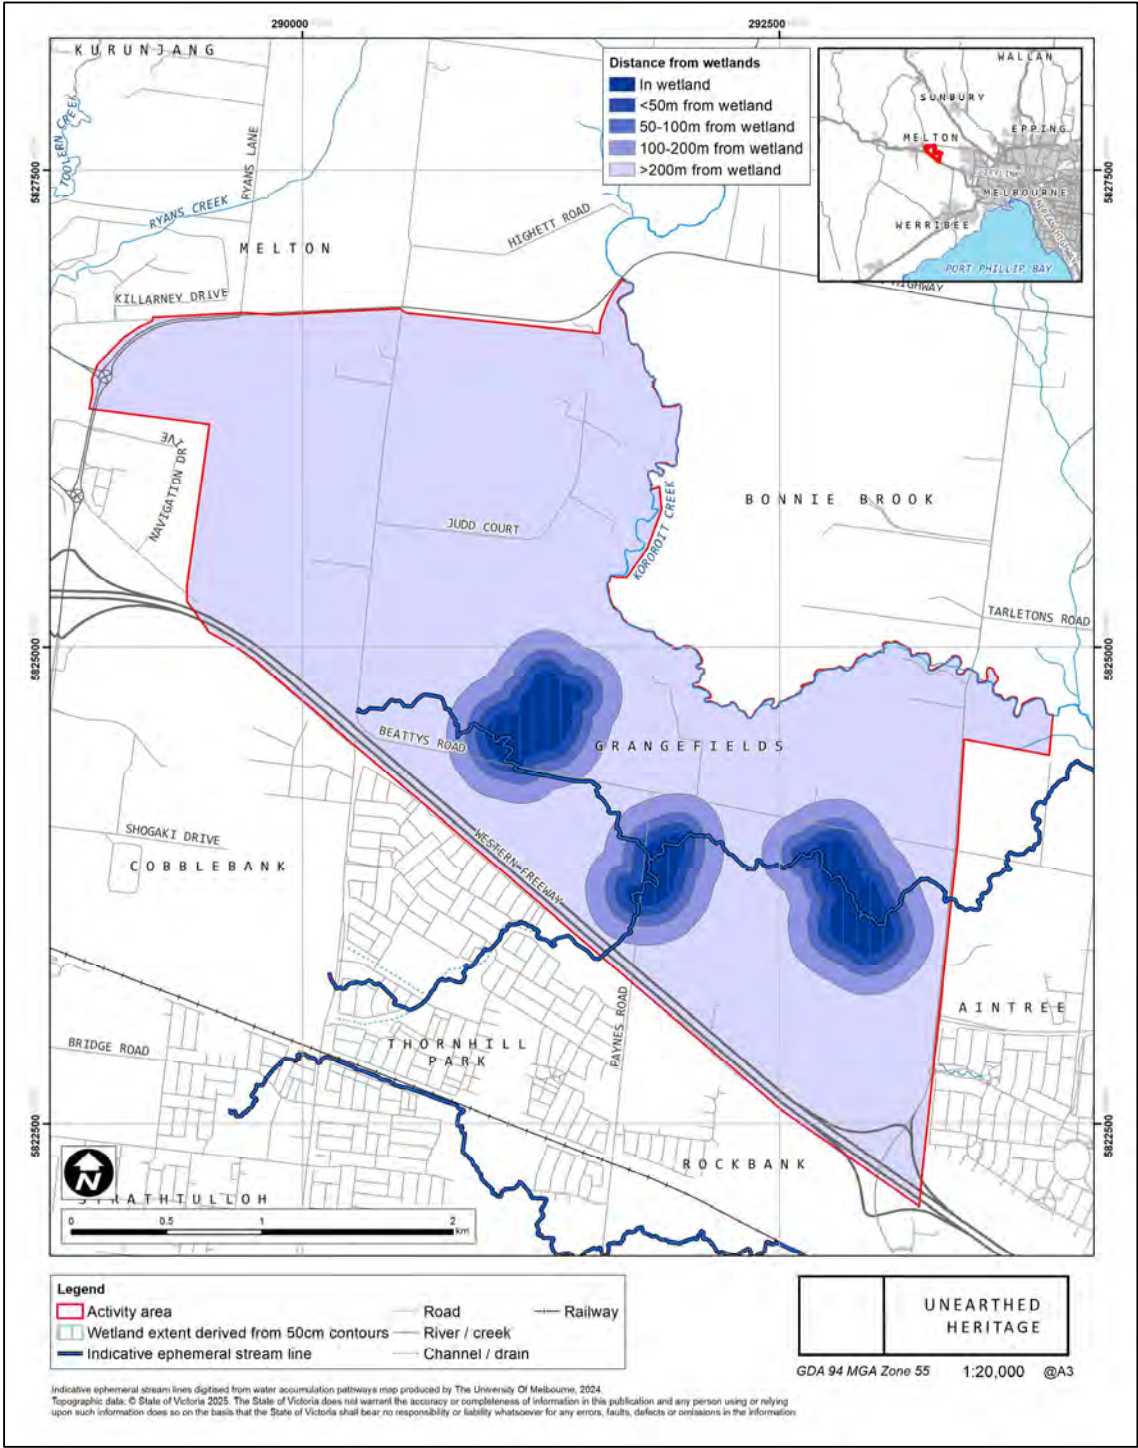 290000
292500
KURUNJANG
TOOLERN CREEK
RYANS LANE
RYANS CREEK
MELTON
HIGHETT ROAD
KILLARNEY DRIVE
HIGHWAY
5827500
5827500
Distance from wetlands
In wetland
<50m from wetland
50-100m from wetland
100-200m from wetland
>200m from wetland
WALLAN
SUNBURY
EPPING
MELTON
MELBOURNE
WERRIBEE
PORT PHILLIP BAY
NAVIGATION DRIVE
JUDD COURT
KOROROIT CREEK
BONNIE BROOK
TARLETONS ROAD
5825000
5825000
BEATTYS ROAD
GRANGEFIELDS
SHOGAKI DRIVE
COBBLEBANK
WESTERN FREEWAY
AINTREE
PAYNES ROAD
THORNHILL
PARK
BRIDGE ROAD
5822500
5822500
ROCKBANK
N
STRATHTULLOH
0 0.5 1 2
km
Legend
Activity area
Wetland extent derived from 50cm contours
Indicative ephemeral stream line
Road
River / creek
Channel / drain
Railway
UNEARTHED
HERITAGE
GDA 94 MGA Zone 55 1:20,000 @A3
Indicative ephemeral stream lines digitised from water accumulation pathways map produced by The University Of Melbourne, 2024.
Topographic data: © State of Victoria 2025. The State of Victoria does not warrant the accuracy or completeness of information in this publication and any person using or relying
upon such information does so on the basis that the State of Victoria shall bear no responsibility or liability whatsoever for any errors, faults, defects or omissions in the information.